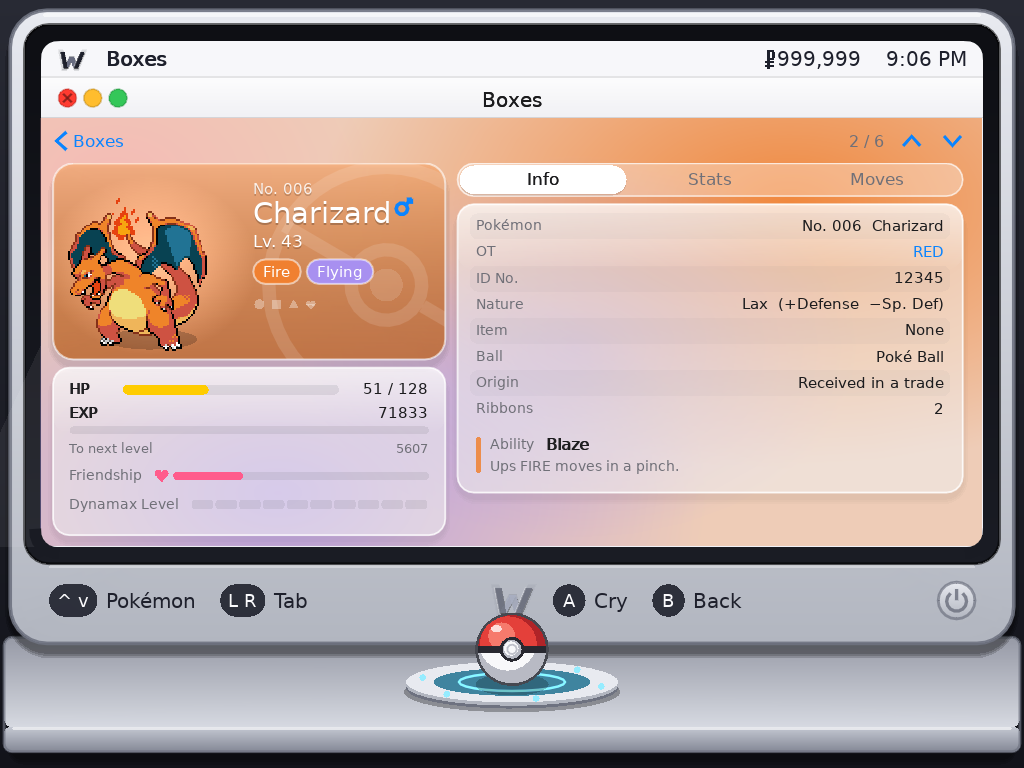 W Boxes ₽999,999 9:06 PM
Boxes
Boxes 2 / 6
No. 006
Charizard♂
Lv. 43
Fire Flying
HP 51 / 128
EXP 71833
To next level 5607
Friendship
Dynamax Level
Info Stats Moves
Pokémon No. 006 Charizard
OT RED
ID No. 12345
Nature Lax (+Defense −Sp. Def)
Item None
Ball Poké Ball
Origin Received in a trade
Ribbons 2
Ability Blaze
Ups FIRE moves in a pinch.
^ v Pokémon L R Tab A Cry B Back
W